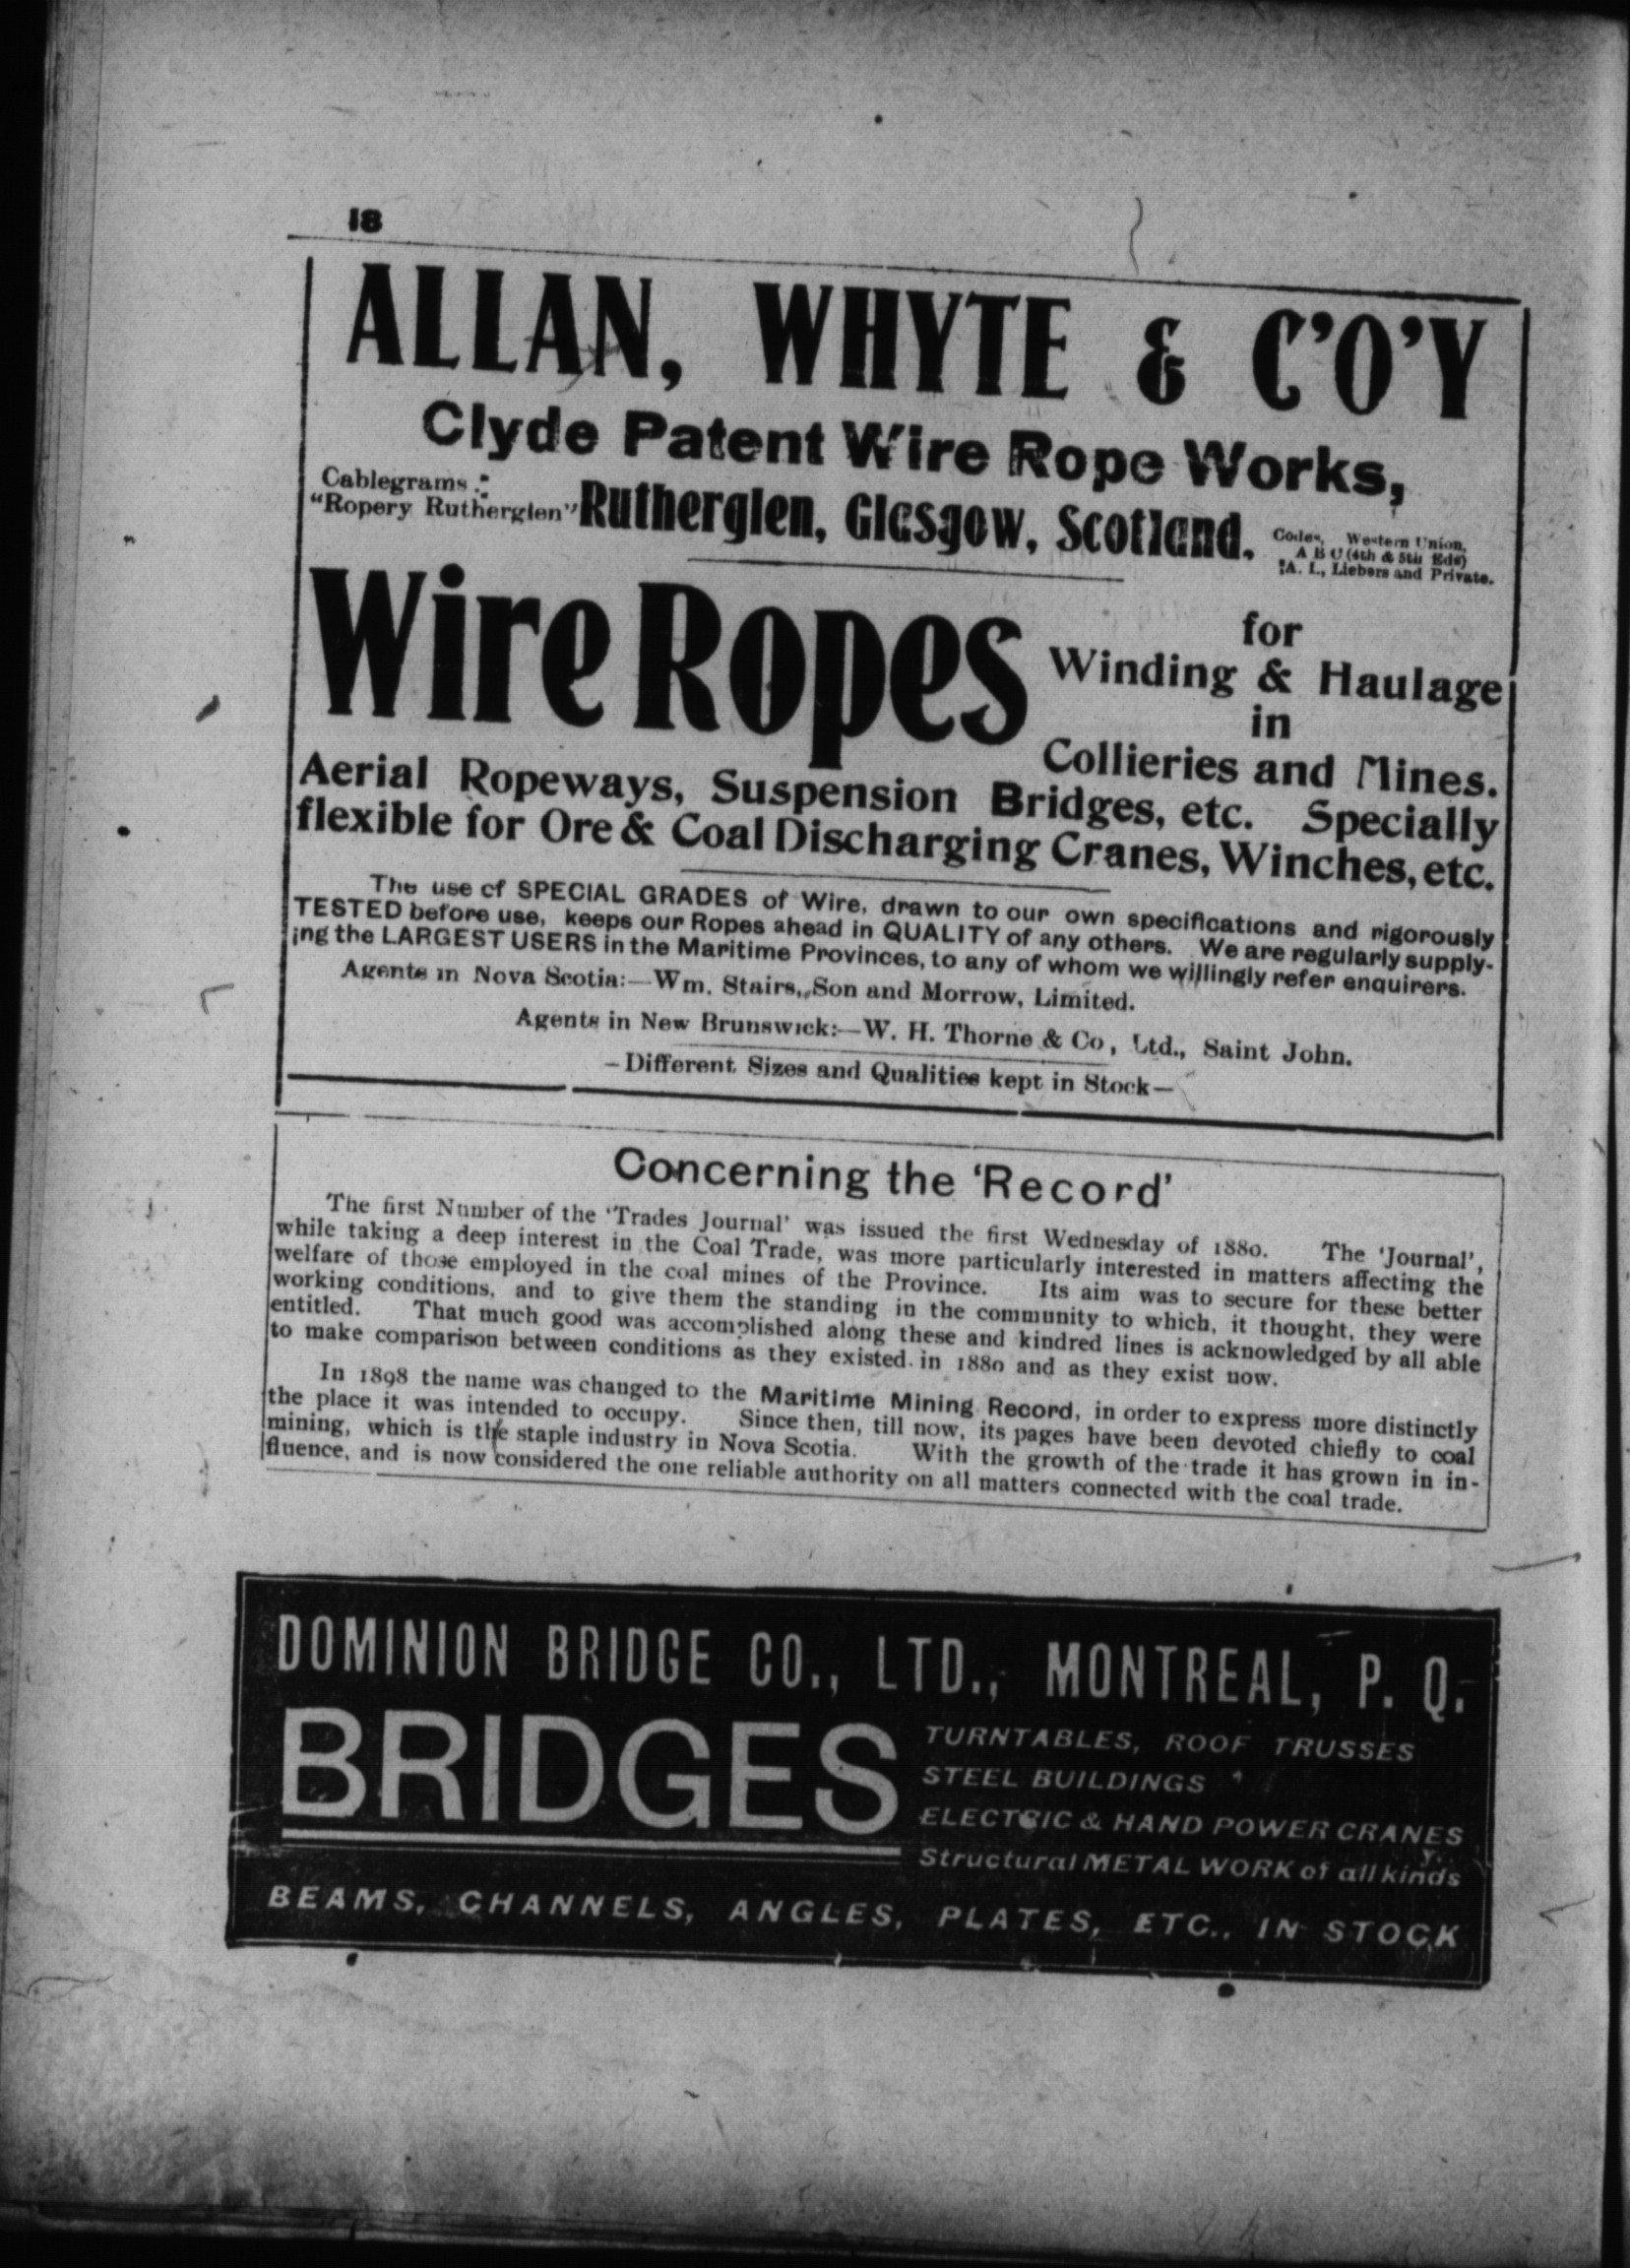 18
ALLAN, WHYTE & C'O'Y
Clyde Patent Wire Rope Works,
Cablegrams:
"Ropery Rutherglen" Rutherglen, Glasgow, Scotland.
Codes, Western Union,
A B C (4th & 5th Eds)
A. I., Liebers and Private.
Wire Ropes
for
Winding & Haulage
in
Collieries and Mines.
Aerial Ropeways, Suspension Bridges, etc. Specially
flexible for Ore & Coal Discharging Cranes, Winches, etc.
The use of SPECIAL GRADES of Wire, drawn to our own specifications and rigorously
TESTED before use, keeps our Ropes ahead in QUALITY of any others. We are regularly supply-
ing the LARGEST USERS in the Maritime Provinces, to any of whom we willingly refer enquirers.
Agents in Nova Scotia:—Wm. Stairs, Son and Morrow, Limited.
Agents in New Brunswick:—W. H. Thorne & Co, Ltd., Saint John.
–Different Sizes and Qualities kept in Stock–
Concerning the 'Record'
The first Number of the 'Trades Journal' was issued the first Wednesday of 1880. The 'Journal',
while taking a deep interest in the Coal Trade, was more particularly interested in matters affecting the
welfare of those employed in the coal mines of the Province. Its aim was to secure for these better
working conditions, and to give them the standing in the community to which, it thought, they were
entitled. That much good was accomplished along these and kindred lines is acknowledged by all able
to make comparison between conditions as they existed in 1880 and as they exist now.
In 1898 the name was changed to the Maritime Mining Record, in order to express more distinctly
the place it was intended to occupy. Since then, till now, its pages have been devoted chiefly to coal
mining, which is the staple industry in Nova Scotia. With the growth of the trade it has grown in in-
fluence, and is now considered the one reliable authority on all matters connected with the coal trade.
DOMINION BRIDGE CO., LTD., MONTREAL, P. Q.
BRIDGES
TURNTABLES, ROOF TRUSSES
STEEL BUILDINGS
ELECTRIC & HAND POWER CRANES
Structural METAL WORK of all kinds
BEAMS, CHANNELS, ANGLES, PLATES, ETC., IN STOCK